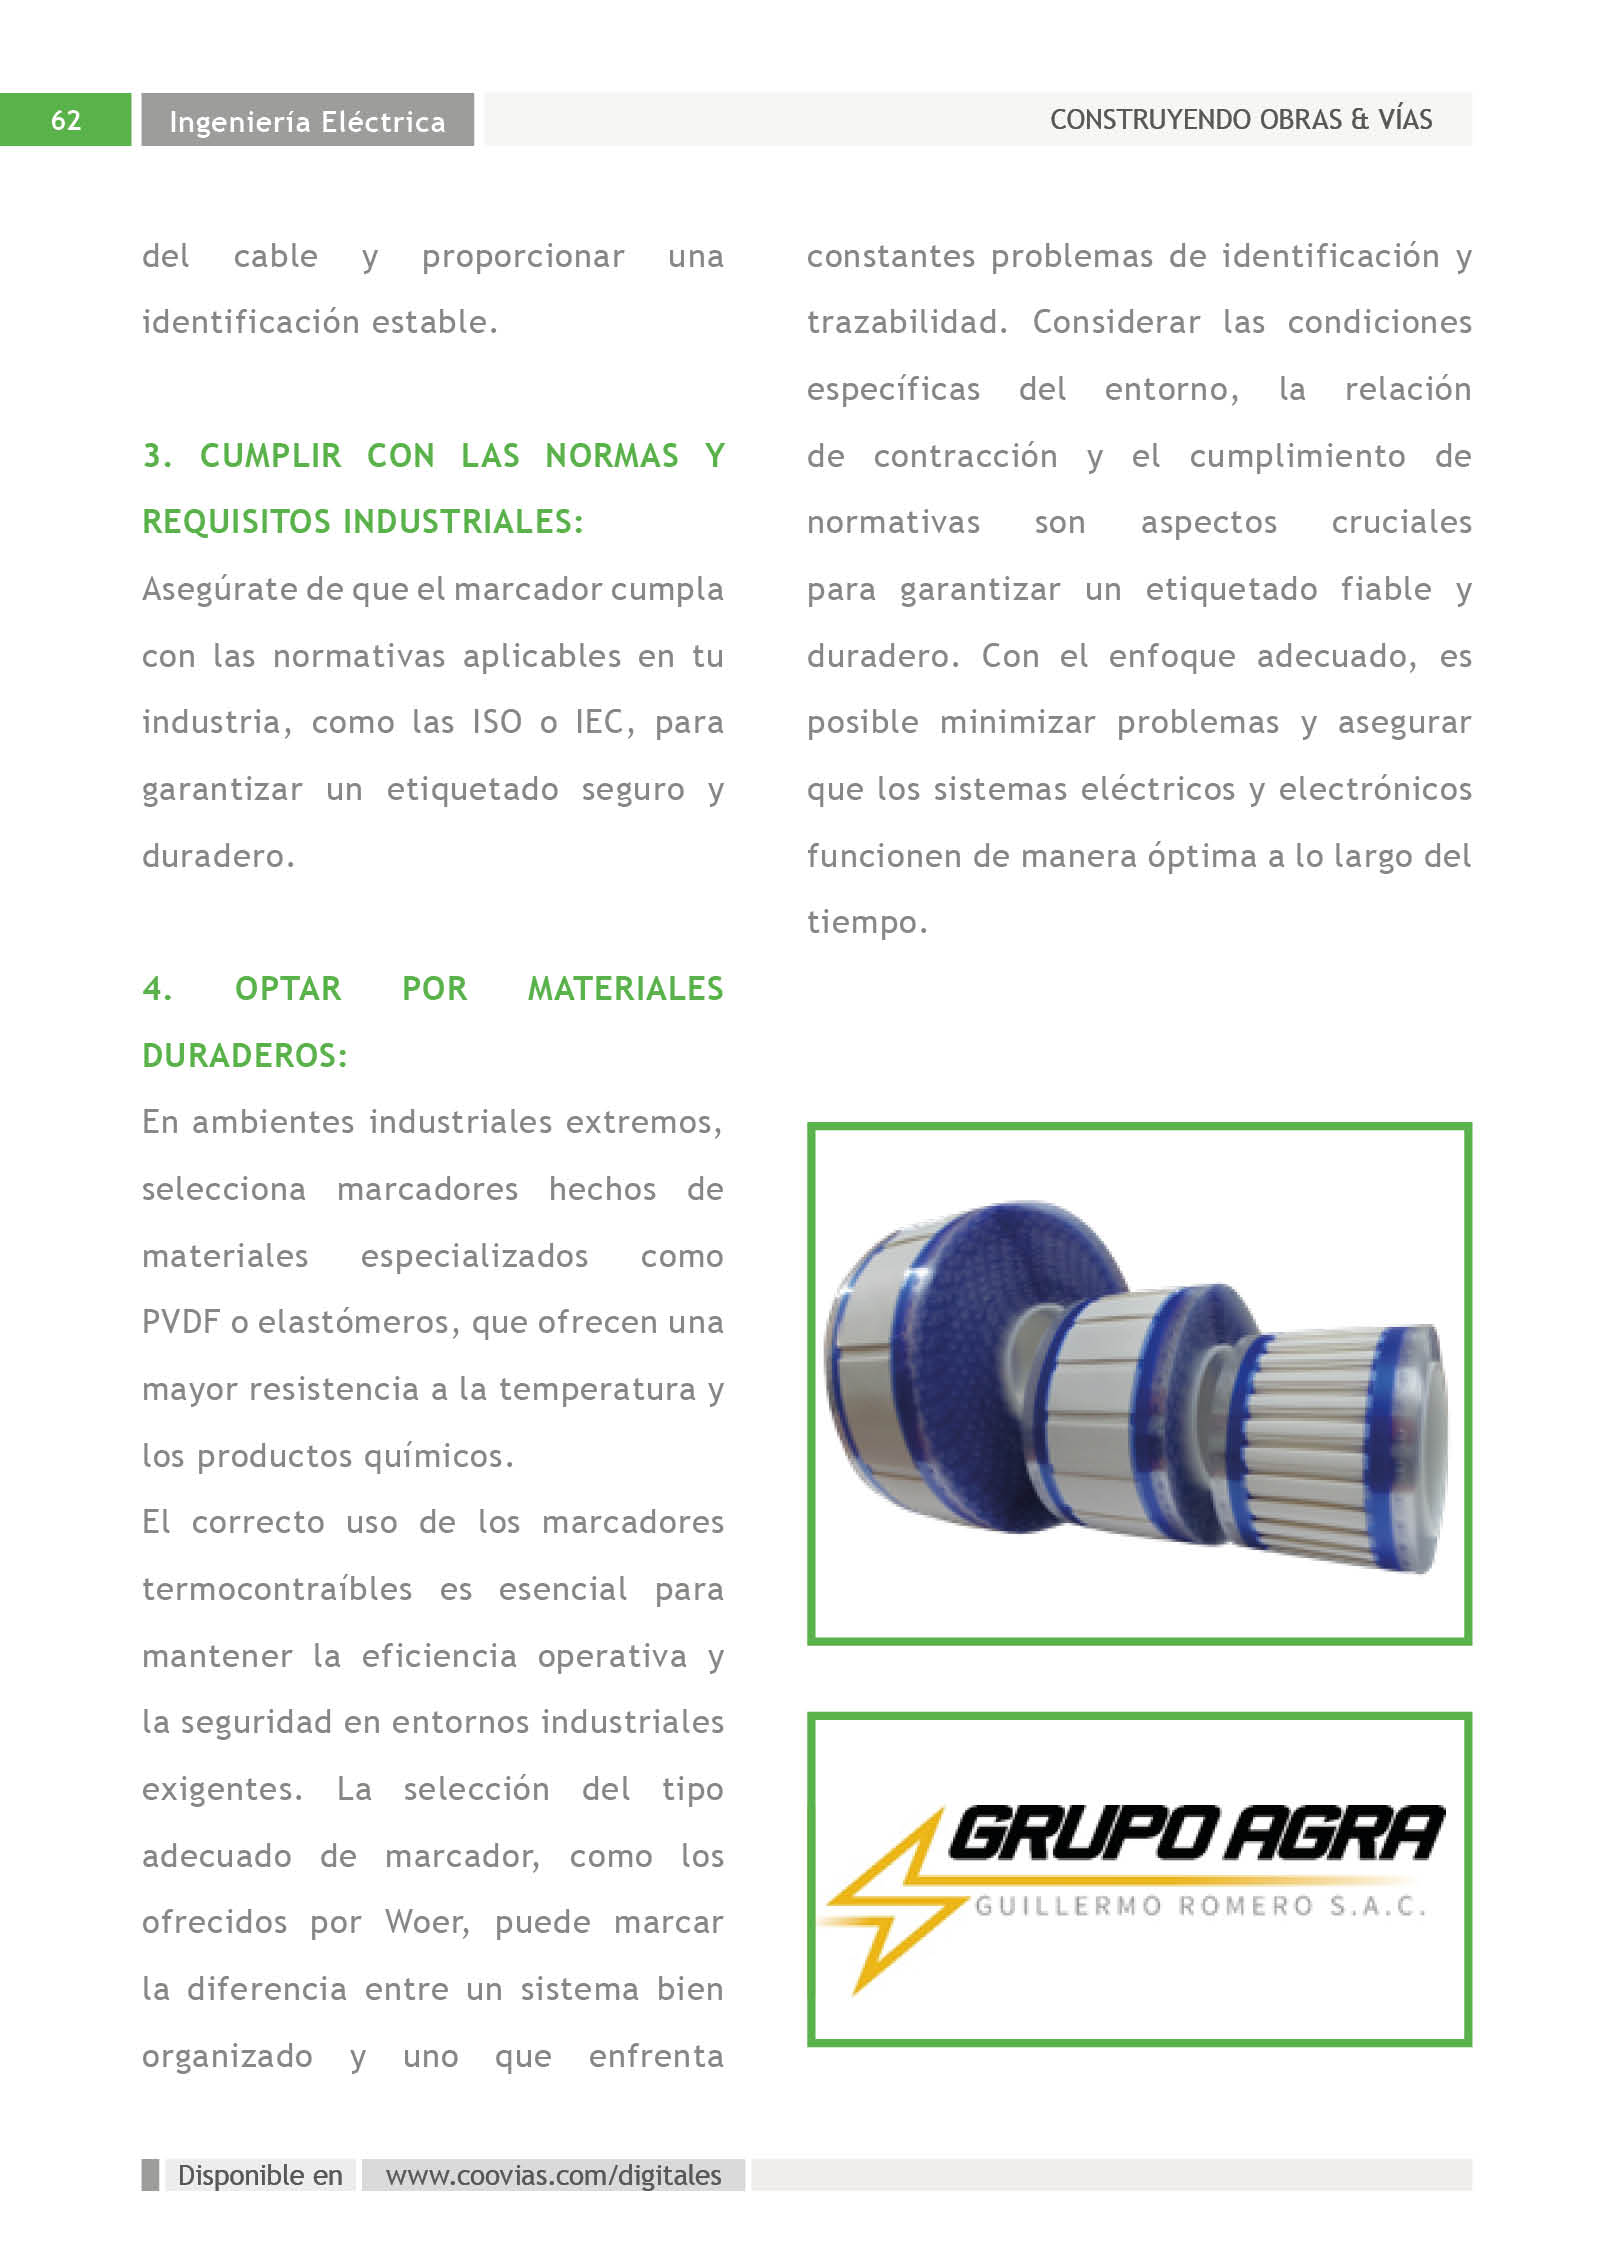 62
Ingeniería Eléctrica
CONSTRUYENDO OBRAS & VÍAS
del cable y proporcionar una
identificación estable.
3. CUMPLIR CON LAS NORMAS Y
REQUISITOS INDUSTRIALES:
Asegúrate de que el marcador cumpla
con las normativas aplicables en tu
industria, como las ISO o IEC, para
garantizar un etiquetado seguro y
duradero.
4. OPTAR POR MATERIALES
DURADEROS:
En ambientes industriales extremos,
selecciona marcadores hechos de
materiales especializados como
PVDF o elastómeros, que ofrecen una
mayor resistencia a la temperatura y
los productos químicos.
El correcto uso de los marcadores
termocontraíbles es esencial para
mantener la eficiencia operativa y
la seguridad en entornos industriales
exigentes. La selección del tipo
adecuado de marcador, como los
ofrecidos por Woer, puede marcar
la diferencia entre un sistema bien
organizado y uno que enfrenta
constantes problemas de identificación y
trazabilidad. Considerar las condiciones
específicas del entorno, la relación
de contracción y el cumplimiento de
normativas son aspectos cruciales
para garantizar un etiquetado fiable y
duradero. Con el enfoque adecuado, es
posible minimizar problemas y asegurar
que los sistemas eléctricos y electrónicos
funcionen de manera óptima a lo largo del
tiempo.
GRUPO AGRA
GUILLERMO ROMERO S.A.C.
Disponible en
www.coovias.com/digitales